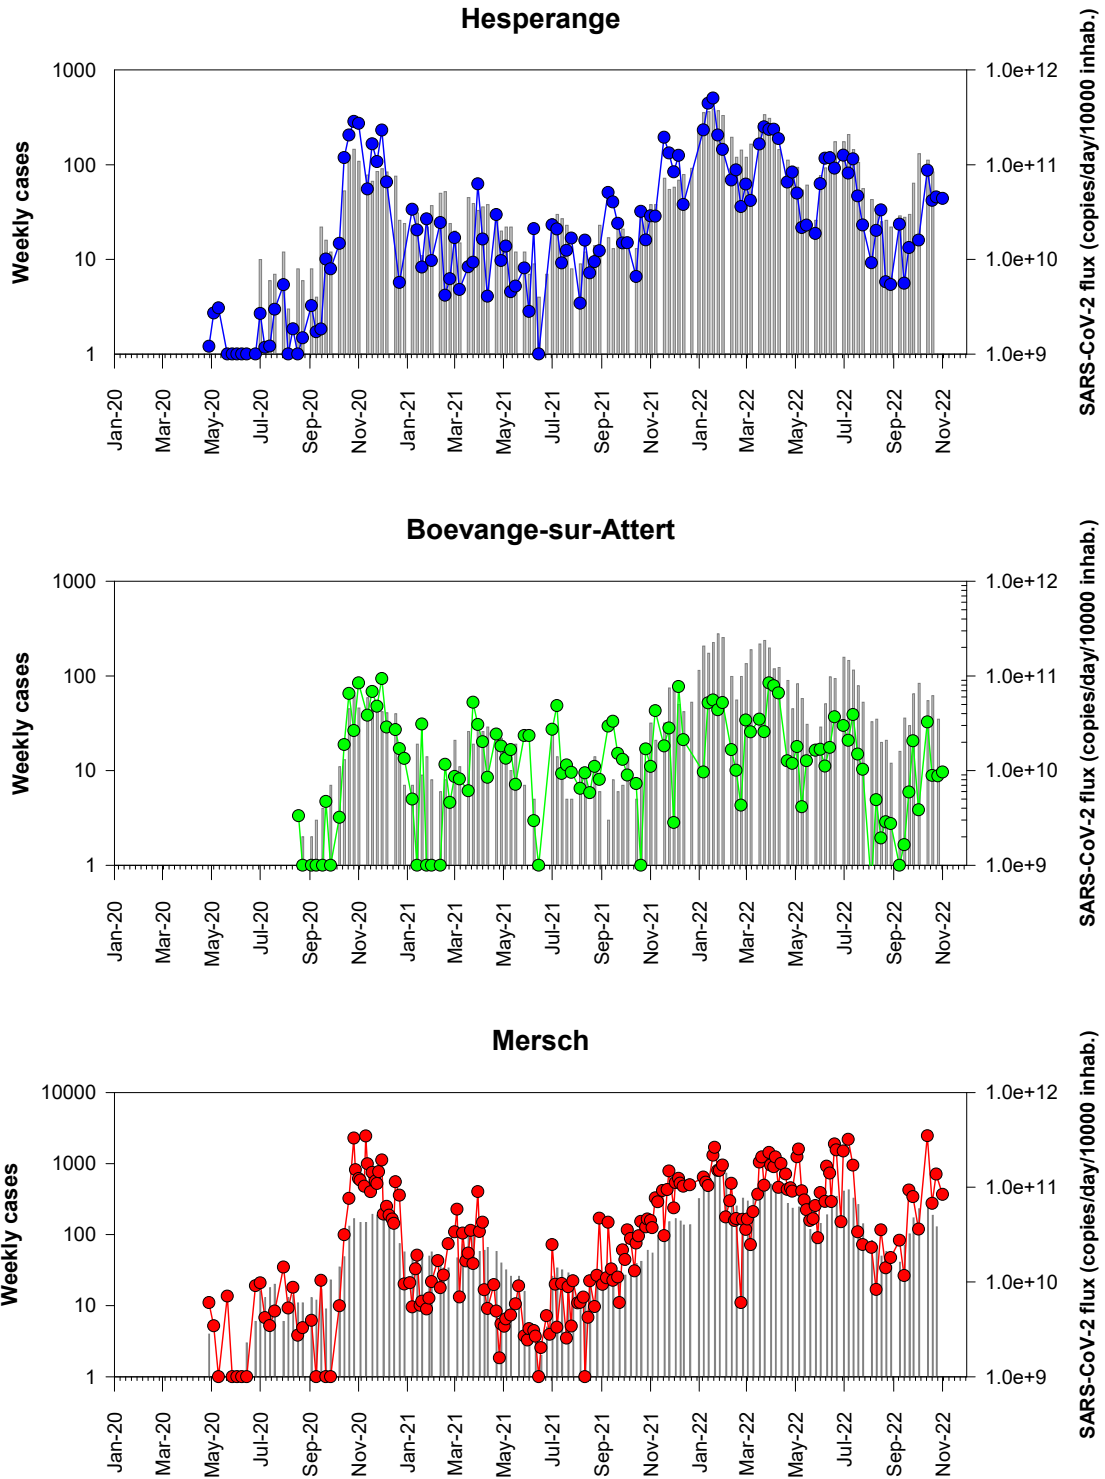 Hesperange
Weekly cases
1000
100
10
1
1.0e+12
1.0e+11
1.0e+10
1.0e+9
SARS-CoV-2 flux (copies/day/10000 inhab.)
Jan-20
Mar-20
May-20
Jul-20
Sep-20
Nov-20
Jan-21
Mar-21
May-21
Jul-21
Sep-21
Nov-21
Jan-22
Mar-22
May-22
Jul-22
Sep-22
Nov-22
Boevange-sur-Attert
Weekly cases
1000
100
10
1
1.0e+12
1.0e+11
1.0e+10
1.0e+9
SARS-CoV-2 flux (copies/day/10000 inhab.)
Jan-20
Mar-20
May-20
Jul-20
Sep-20
Nov-20
Jan-21
Mar-21
May-21
Jul-21
Sep-21
Nov-21
Jan-22
Mar-22
May-22
Jul-22
Sep-22
Nov-22
Mersch
Weekly cases
10000
1000
100
10
1
1.0e+12
1.0e+11
1.0e+10
1.0e+9
SARS-CoV-2 flux (copies/day/10000 inhab.)
Jan-20
Mar-20
May-20
Jul-20
Sep-20
Nov-20
Jan-21
Mar-21
May-21
Jul-21
Sep-21
Nov-21
Jan-22
Mar-22
May-22
Jul-22
Sep-22
Nov-22